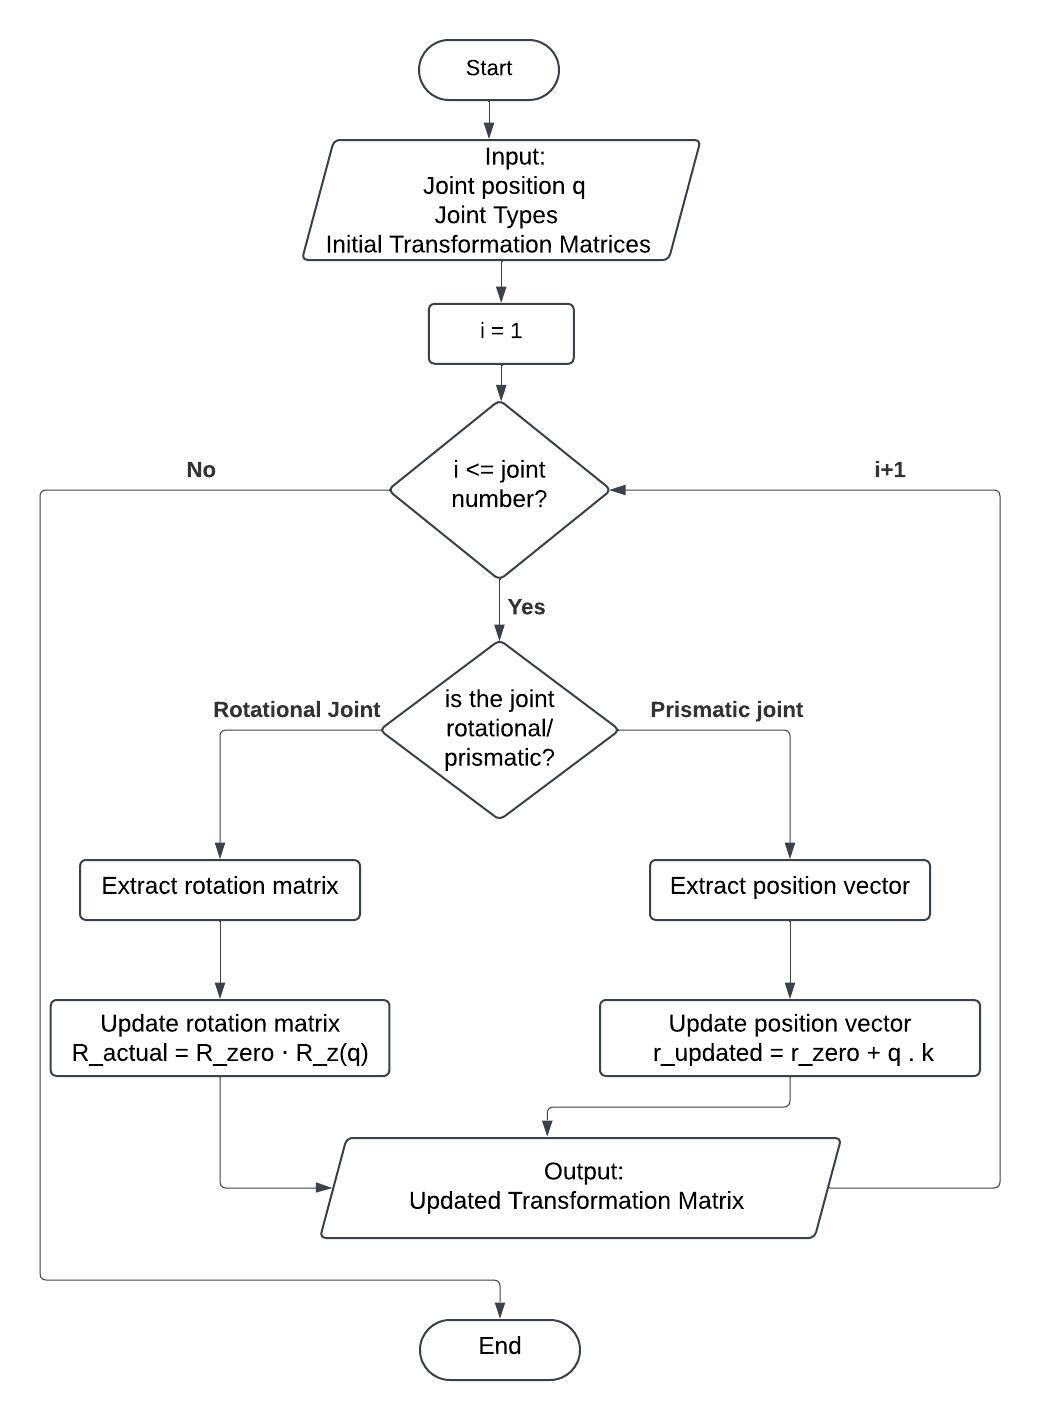 Start
Input:
Joint position q
Joint Types
Initial Transformation Matrices
i = 1
i <= joint
number?
No
i+1
Yes
is the joint
rotational/
prismatic?
Rotational Joint
Prismatic joint
Extract rotation matrix
Extract position vector
Update rotation matrix
R_actual = R_zero · R_z(q)
Update position vector
r_updated = r_zero + q . k
Output:
Updated Transformation Matrix
End